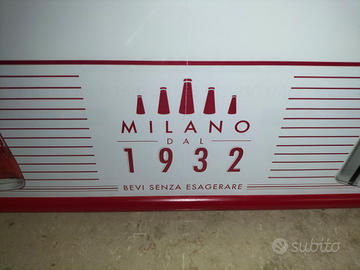 MILANO
DAL
1932
BEVI SENZA ESAGERARE
subito